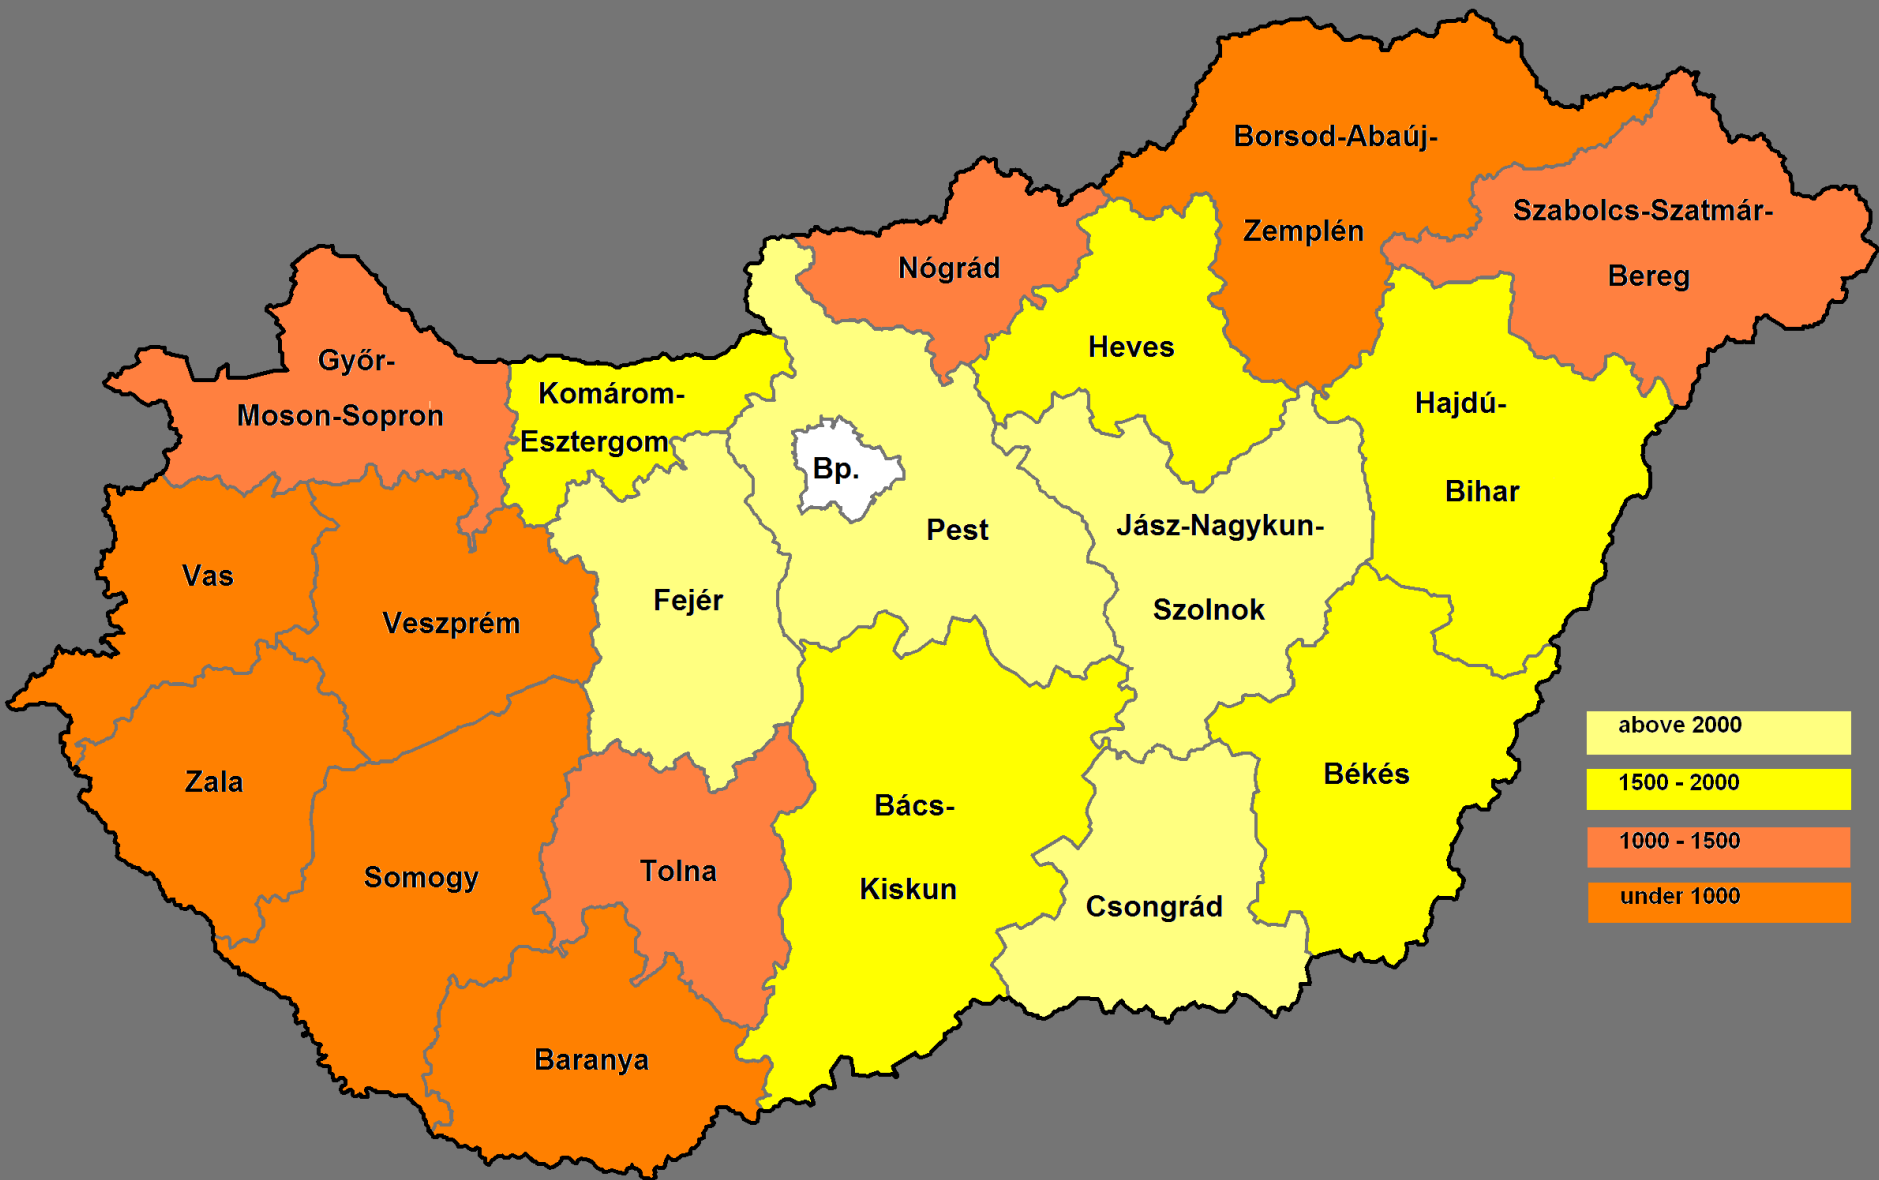 Borsod-Abaúj-
Zemplén
Szabolcs-Szatmár-
Bereg
Nógrád
Heves
Győr-
Moson-Sopron
Komárom-
Esztergom
Hajdú-
Bihar
Bp.
Pest
Jász-Nagykun-
Szolnok
Vas
Veszprém
Fejér
Zala
Somogy
Tolna
Bács-
Kiskun
Csongrád
Békés
Baranya
above 2000
1500 - 2000
1000 - 1500
under 1000